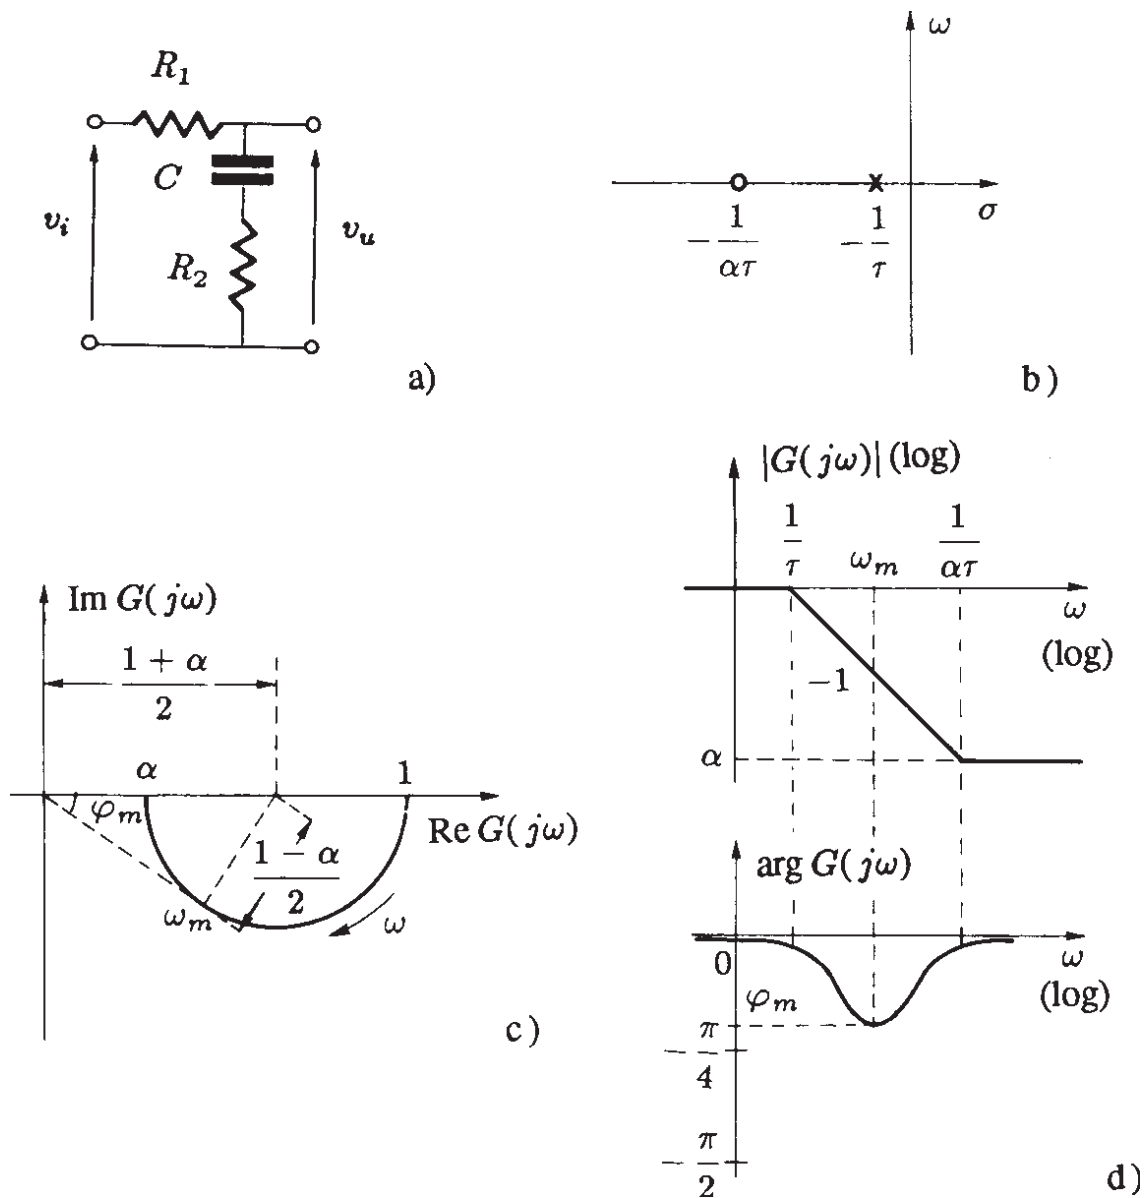 R₁
C
vᵢ
vᵤ
R₂
a)
ω
σ
−1/ατ
−1/τ
b)
Im G(jω)
1 + α
2
α
1
φₘ
Re G(jω)
1 − α
2
ωₘ
ω
c)
|G(jω)| (log)
1/τ
ωₘ
1/ατ
ω
(log)
−1
α
arg G(jω)
0
ω
(log)
φₘ
−π/4
−π/2
d)